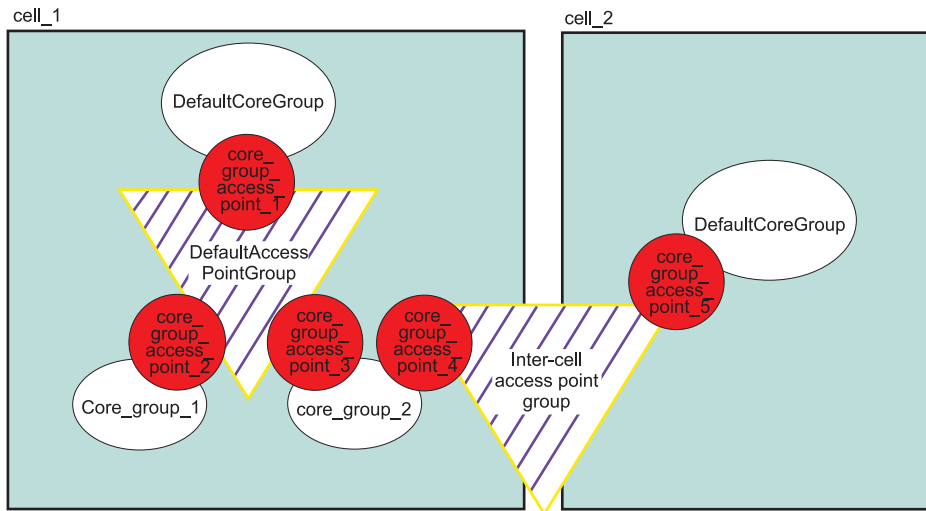 cell_1
cell_2
DefaultCoreGroup
core_
group_
access_
point_1
DefaultAccess
PointGroup
core_
group_
access_
point_2
core_
group_
access_
point_3
core_
group_
access_
point_4
Core_group_1
core_group_2
Inter-cell
access point
group
DefaultCoreGroup
core_
group_
access_
point_5